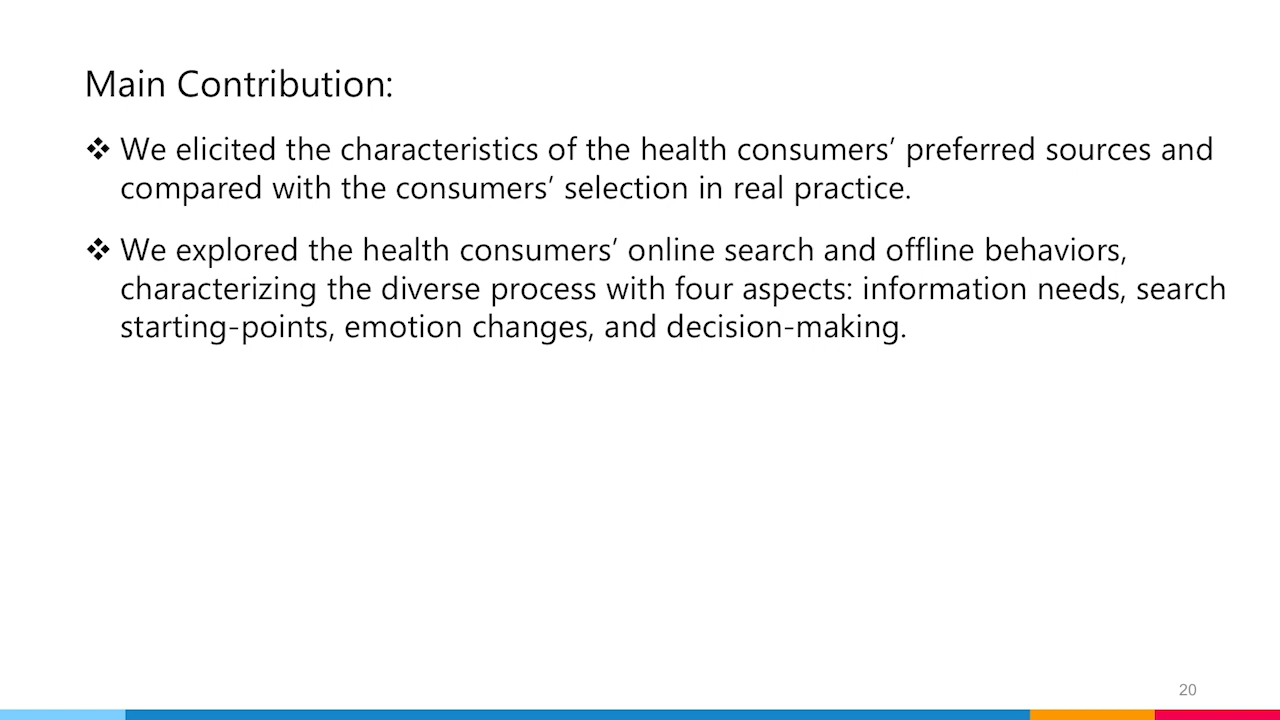 Main Contribution:
❖ We elicited the characteristics of the health consumers’ preferred sources and
compared with the consumers’ selection in real practice.
❖ We explored the health consumers’ online search and offline behaviors,
characterizing the diverse process with four aspects: information needs, search
starting-points, emotion changes, and decision-making.
20